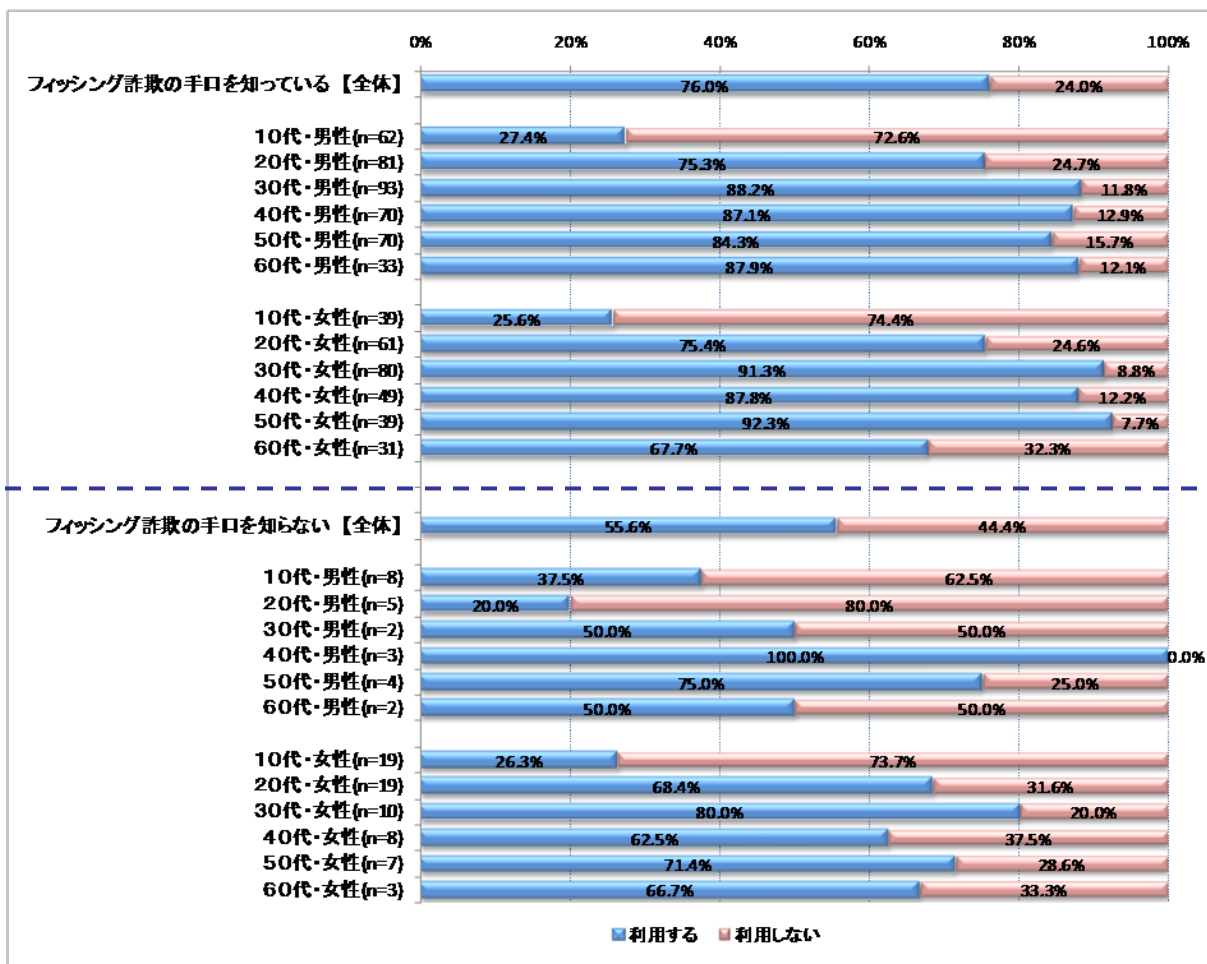 0% 20% 40% 60% 80% 100%
フィッシング詐欺の手口を知っている【全体】 76.0% 24.0%
10代・男性(n=62) 27.4% 72.6%
20代・男性(n=81) 75.3% 24.7%
30代・男性(n=93) 88.2% 11.8%
40代・男性(n=70) 87.1% 12.9%
50代・男性(n=70) 84.3% 15.7%
60代・男性(n=33) 87.9% 12.1%
10代・女性(n=39) 25.6% 74.4%
20代・女性(n=61) 75.4% 24.6%
30代・女性(n=80) 91.3% 8.8%
40代・女性(n=49) 87.8% 12.2%
50代・女性(n=39) 92.3% 7.7%
60代・女性(n=31) 67.7% 32.3%
フィッシング詐欺の手口を知らない【全体】 55.6% 44.4%
10代・男性(n=8) 37.5% 62.5%
20代・男性(n=5) 20.0% 80.0%
30代・男性(n=2) 50.0% 50.0%
40代・男性(n=3) 100.0% 0.0%
50代・男性(n=4) 75.0% 25.0%
60代・男性(n=2) 50.0% 50.0%
10代・女性(n=19) 26.3% 73.7%
20代・女性(n=19) 68.4% 31.6%
30代・女性(n=10) 80.0% 20.0%
40代・女性(n=8) 62.5% 37.5%
50代・女性(n=7) 71.4% 28.6%
60代・女性(n=3) 66.7% 33.3%
利用する 利用しない